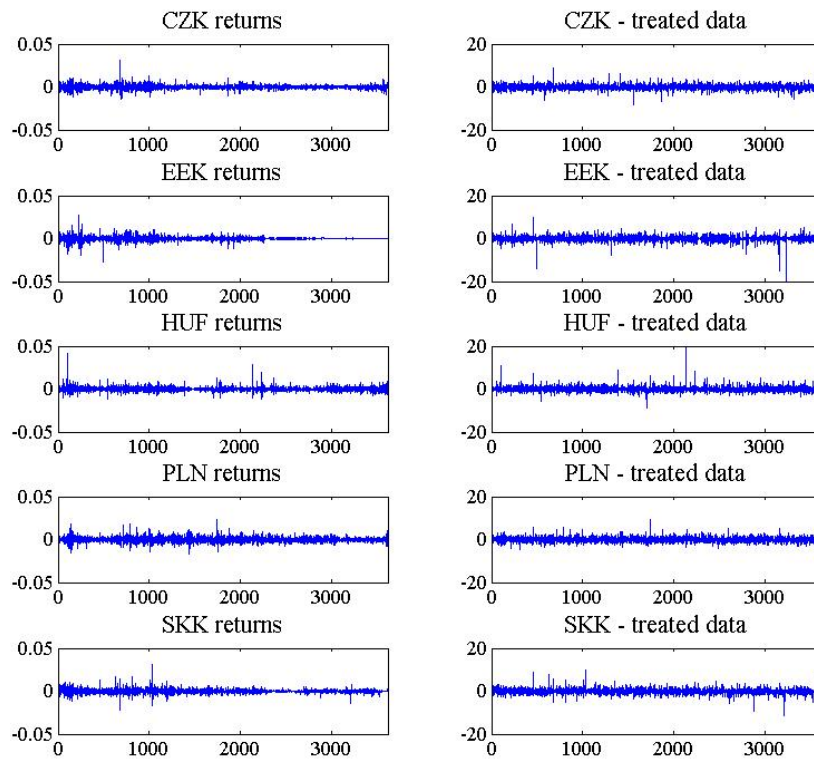 CZK returns
0.05
0
-0.05
0 1000 2000 3000
CZK - treated data
20
0
-20
0 1000 2000 3000
EEK returns
0.05
0
-0.05
0 1000 2000 3000
EEK - treated data
20
0
-20
0 1000 2000 3000
HUF returns
0.05
0
-0.05
0 1000 2000 3000
HUF - treated data
20
0
-20
0 1000 2000 3000
PLN returns
0.05
0
-0.05
0 1000 2000 3000
PLN - treated data
20
0
-20
0 1000 2000 3000
SKK returns
0.05
0
-0.05
0 1000 2000 3000
SKK - treated data
20
0
-20
0 1000 2000 3000